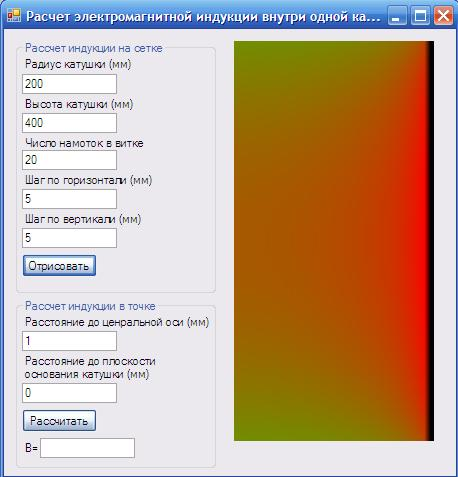 Расчет электромагнитной индукции внутри одной ка...
Рассчет индукции на сетке
Радиус катушки (мм)
200
Высота катушки (мм)
400
Число намоток в витке
20
Шаг по горизонтали (мм)
5
Шаг по вертикали (мм)
5
Отрисовать
Рассчет индукции в точке
Расстояние до ценральной оси (мм)
1
Расстояние до плоскости
основания катушки (мм)
0
Рассчитать
B=